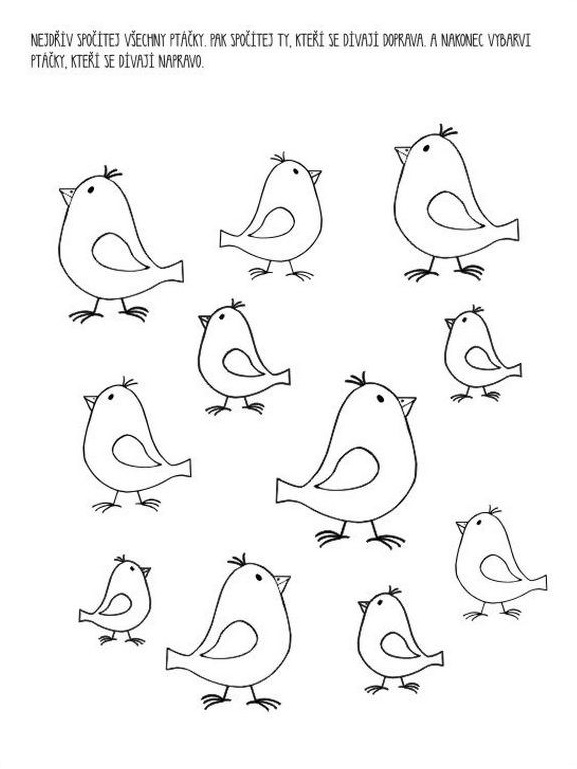 NEJDŘÍV SPOČÍTEJ VŠECHNY PTÁČKY. PAK SPOČÍTEJ TY, KTEŘÍ SE DÍVAJÍ DOPRAVA. A NAKONEC VYBARVI
PTÁČKY, KTEŘÍ SE DÍVAJÍ NAPRAVO.